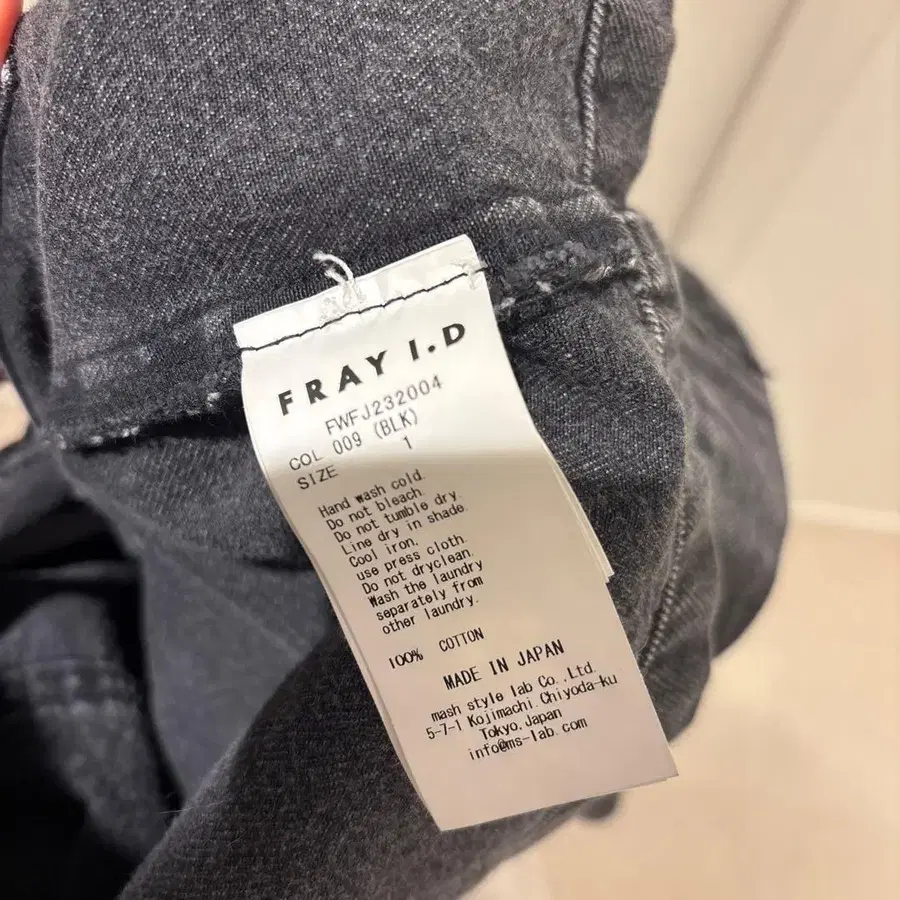 FRAY I.D
FWFJ232004
COL 009 (BLK)
SIZE 1
Hand wash cold.
Do not bleach.
Do not tumble dry.
Line dry in shade.
Cool iron,
use press cloth.
Do not dryclean.
Wash the laundry
separately from
other laundry.
100% COTTON
MADE IN JAPAN
mash style lab Co.,Ltd.
5-7-1 Kojimachi.Chiyoda-ku
Tokyo.Japan
info@ms-lab.com